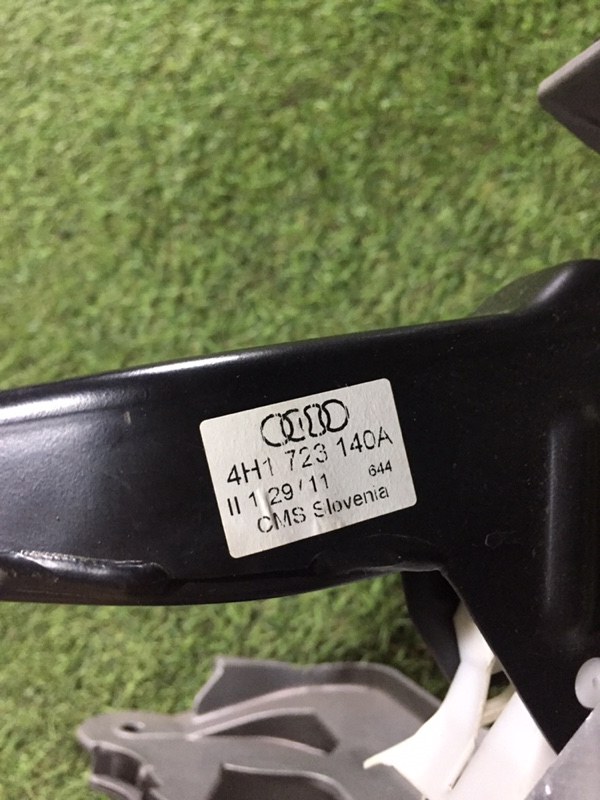 4H1 723 140A
II 1 29/11 644
CMS Slovenia